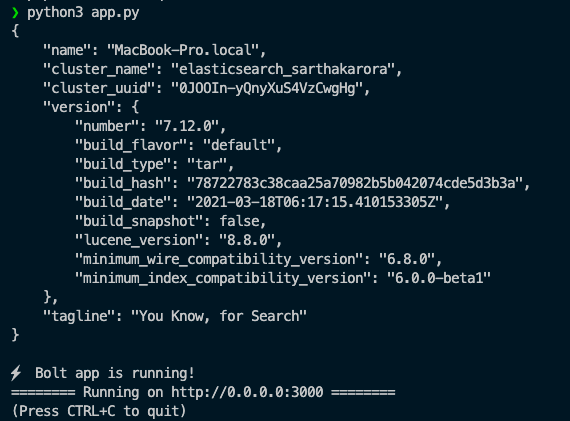 ❯ python3 app.py
{
    "name": "MacBook-Pro.local",
    "cluster_name": "elasticsearch_sarthakarora",
    "cluster_uuid": "0JOOIn-yQnyXuS4VzCwgHg",
    "version": {
        "number": "7.12.0",
        "build_flavor": "default",
        "build_type": "tar",
        "build_hash": "78722783c38caa25a70982b5b042074cde5d3b3a",
        "build_date": "2021-03-18T06:17:15.410153305Z",
        "build_snapshot": false,
        "lucene_version": "8.8.0",
        "minimum_wire_compatibility_version": "6.8.0",
        "minimum_index_compatibility_version": "6.0.0-beta1"
    },
    "tagline": "You Know, for Search"
}
⚡ Bolt app is running!
======== Running on http://0.0.0.0:3000 ========
(Press CTRL+C to quit)